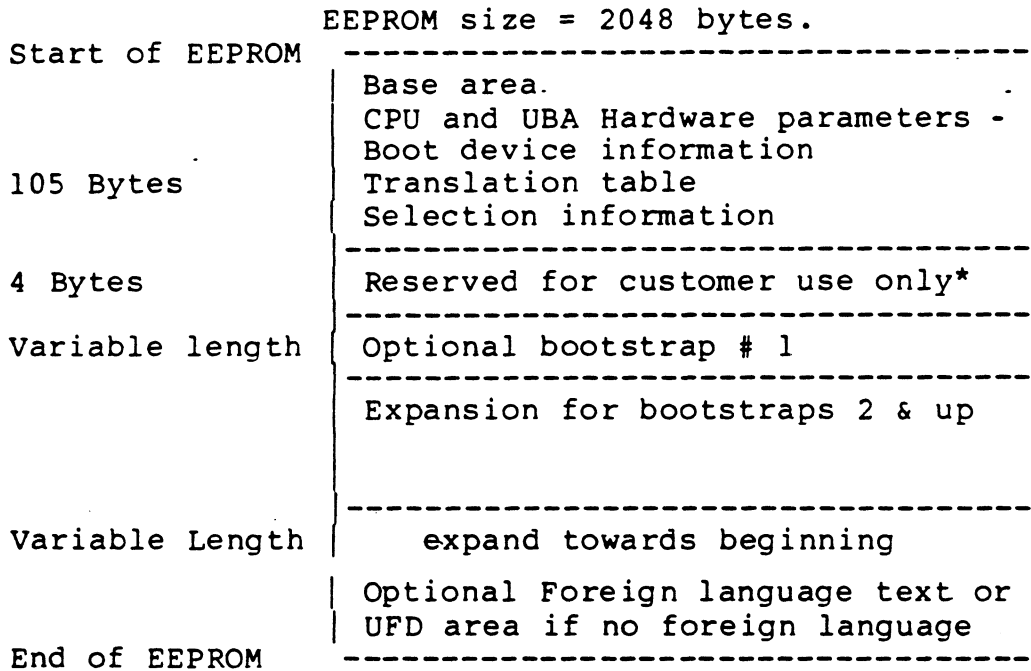 EEPROM size = 2048 bytes.
Start of EEPROM
Base area.
CPU and UBA Hardware parameters -
Boot device information
105 Bytes Translation table
Selection information
4 Bytes Reserved for customer use only*
Variable length Optional bootstrap # 1
Expansion for bootstraps 2 & up
Variable Length expand towards beginning
Optional Foreign language text or
UFD area if no foreign language
End of EEPROM